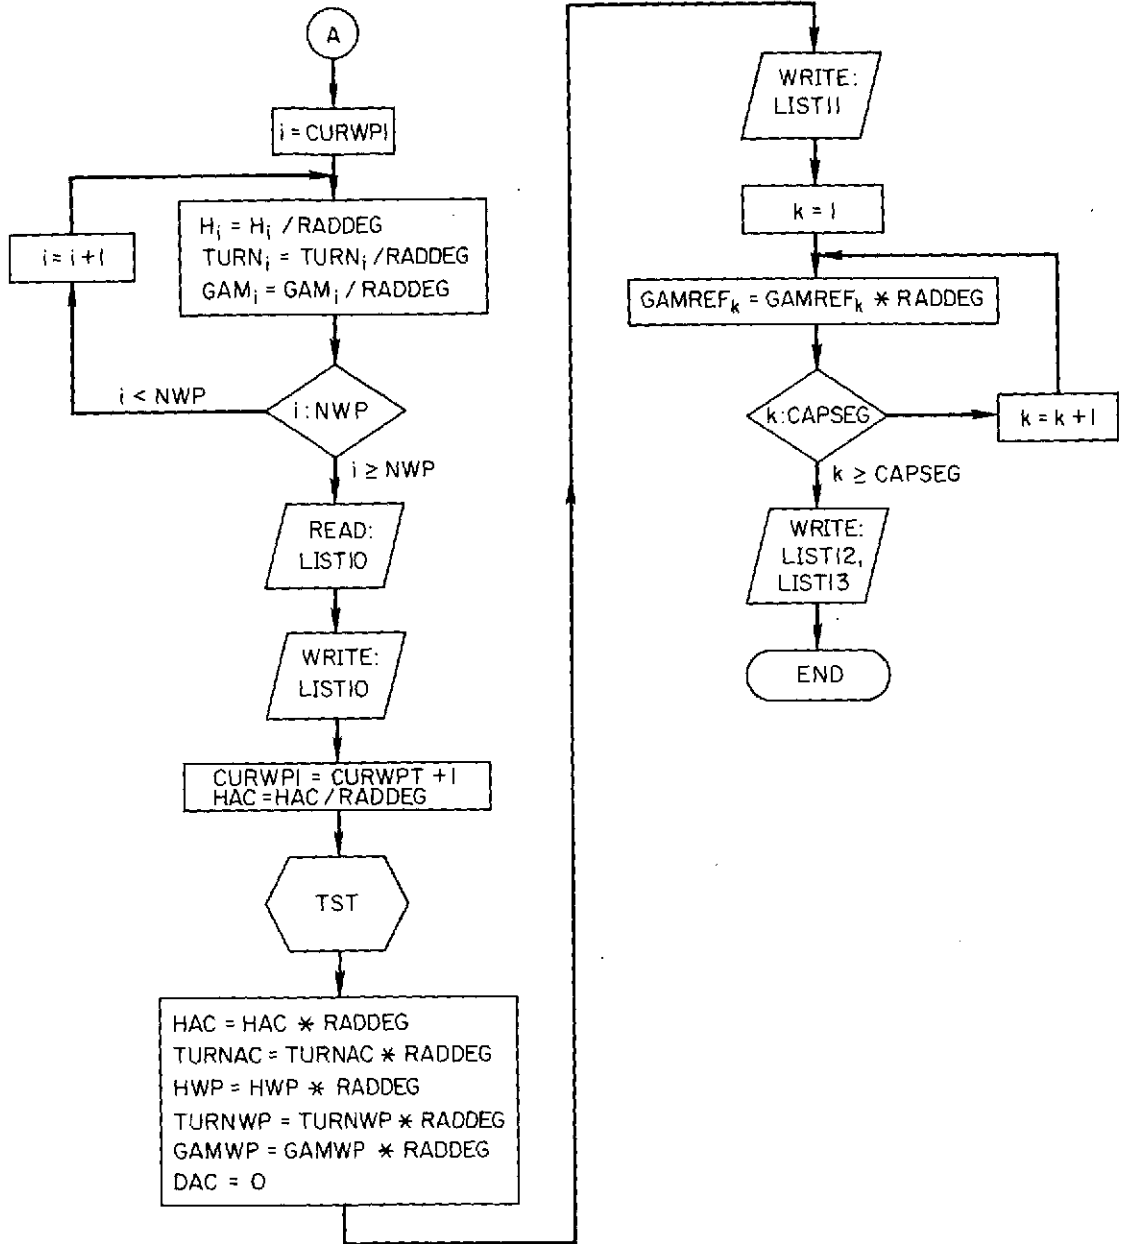 A
i = CURWP1
H_i = H_i / RADDEG
TURN_i = TURN_i / RADDEG
GAM_i = GAM_i / RADDEG
i = i + 1
i < NWP
i : NWP
i ≥ NWP
READ:
LIST10
WRITE:
LIST10
CURWP1 = CURWPT + 1
HAC = HAC / RADDEG
TST
HAC = HAC * RADDEG
TURNAC = TURNAC * RADDEG
HWP = HWP * RADDEG
TURNWP = TURNWP * RADDEG
GAMWP = GAMWP * RADDEG
DAC = 0
WRITE:
LIST11
k = 1
GAMREF_k = GAMREF_k * RADDEG
k : CAPSEG
k = k + 1
k ≥ CAPSEG
WRITE:
LIST12,
LIST13
END